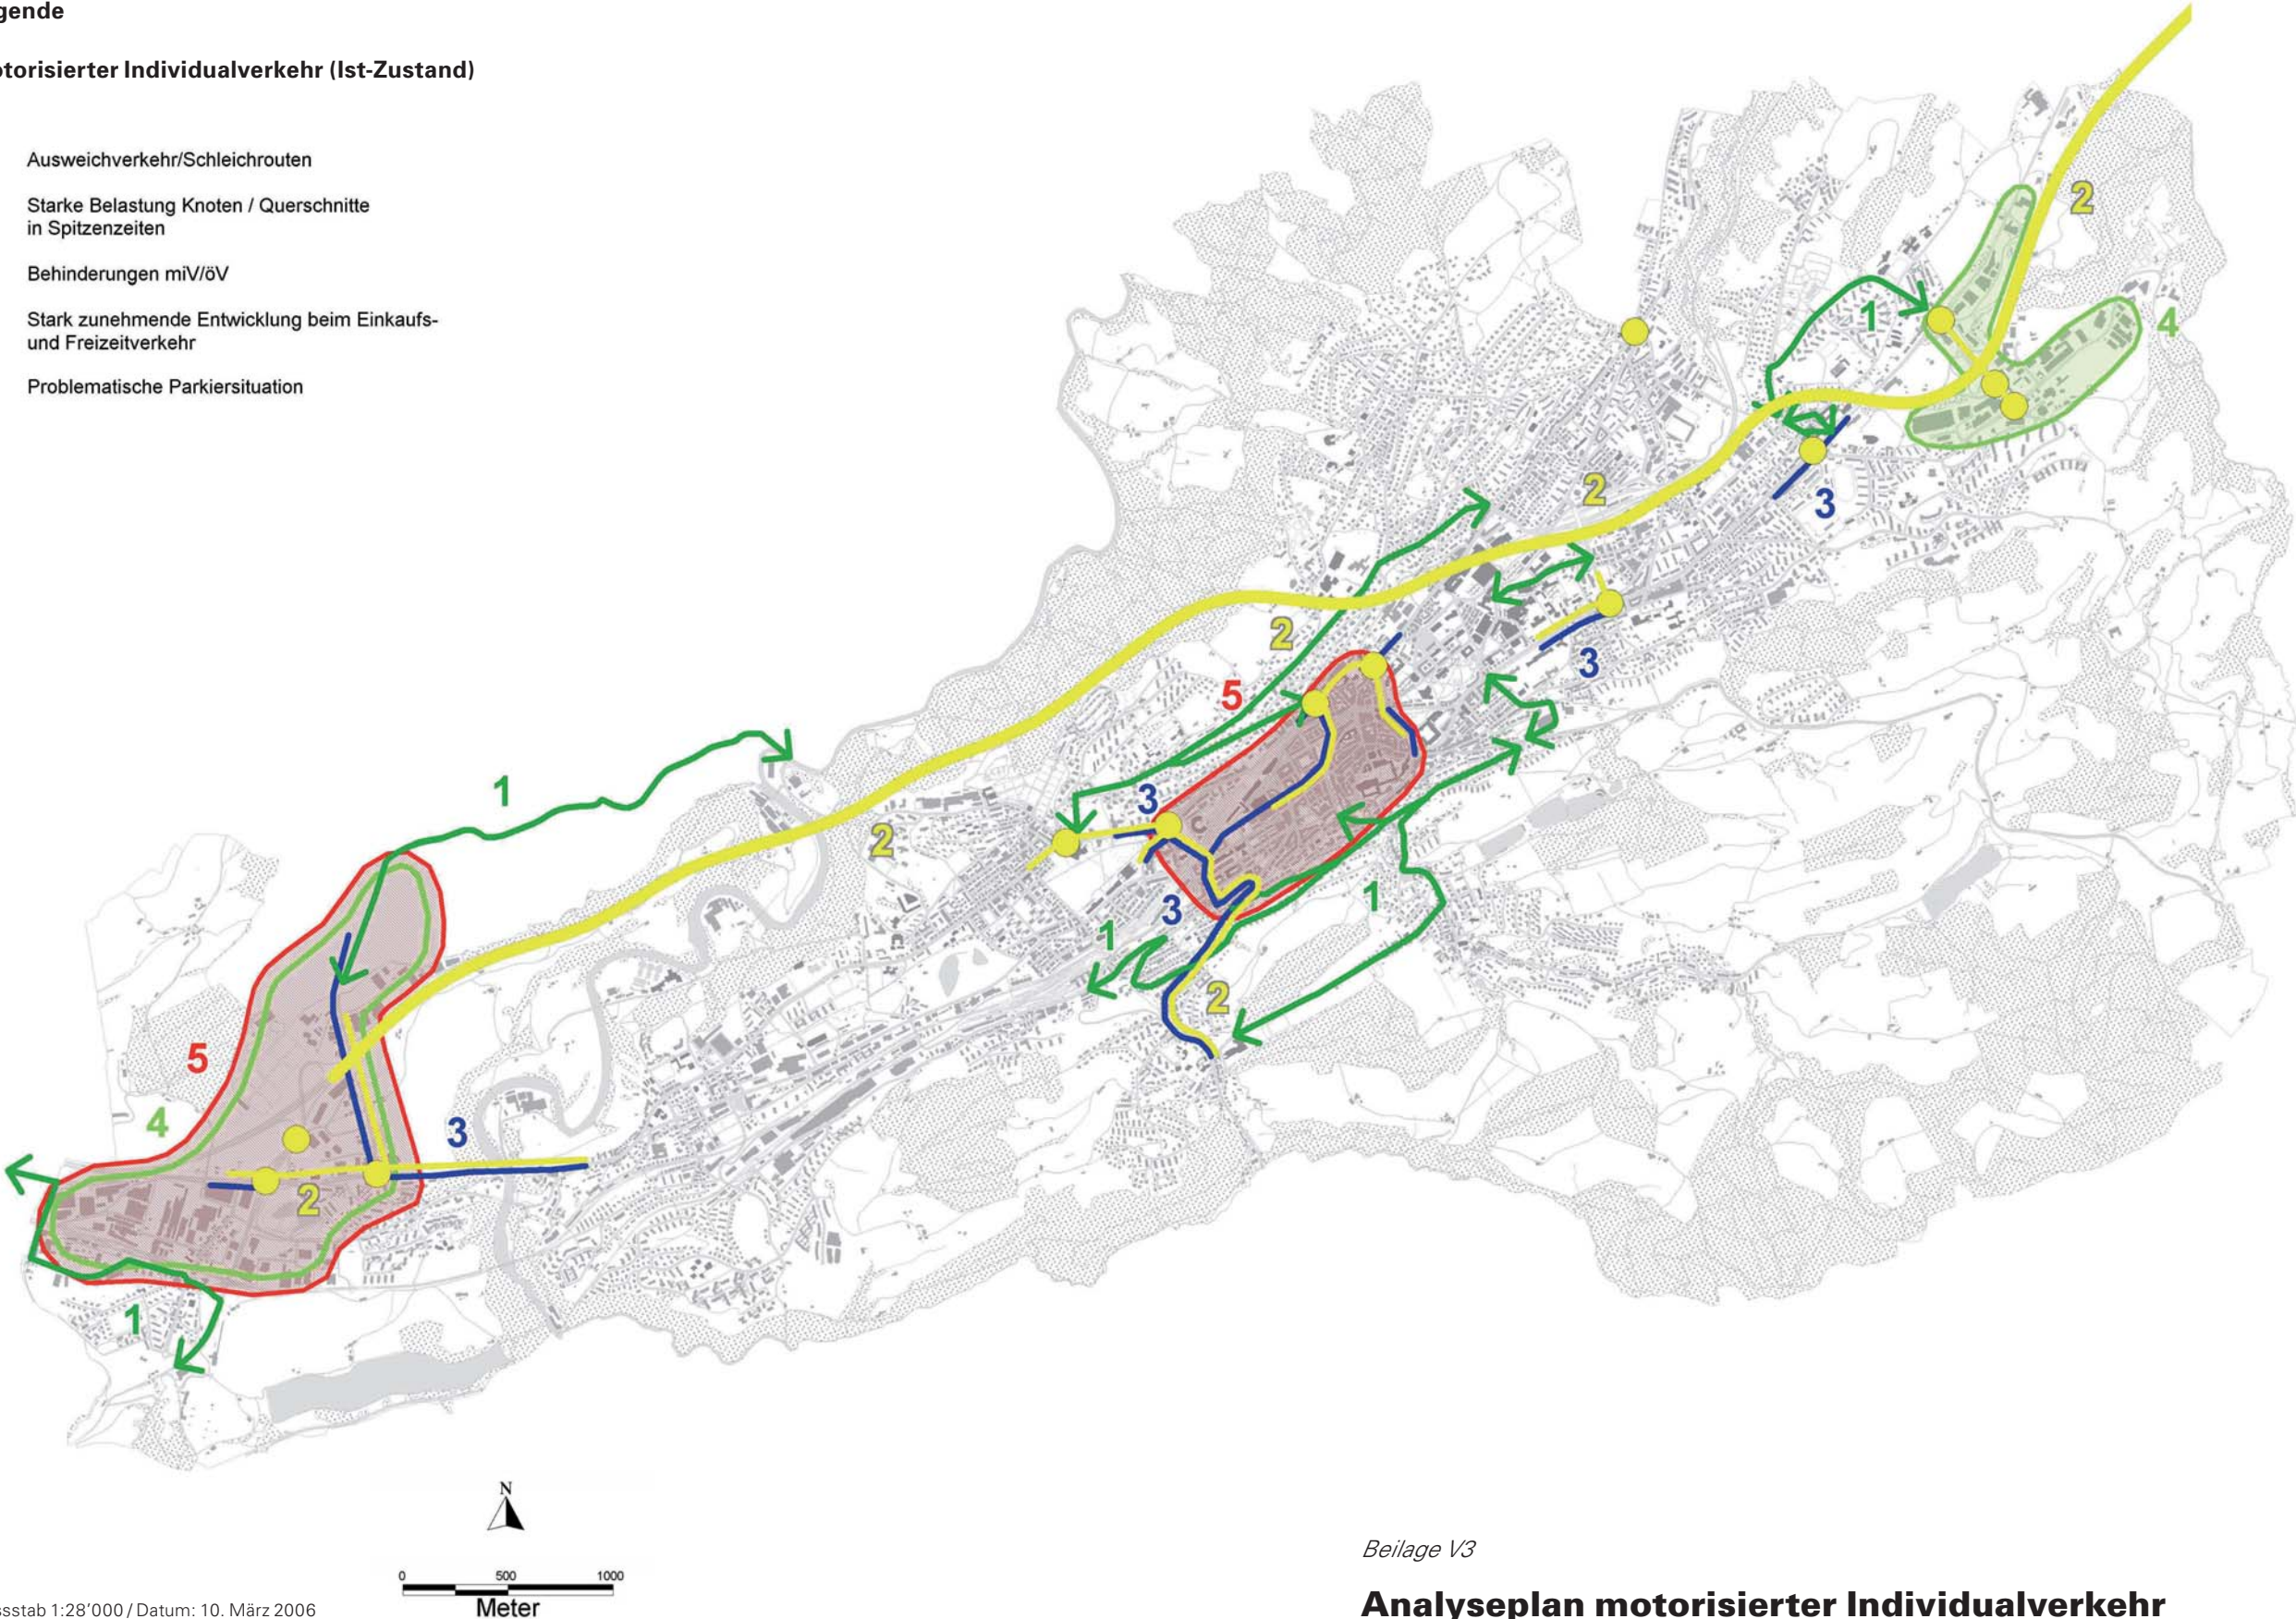 gende
otorisierter Individualverkehr (Ist-Zustand)
Ausweichverkehr/Schleichrouten
Starke Belastung Knoten / Querschnitte
in Spitzenzeiten
Behinderungen miV/öV
Stark zunehmende Entwicklung beim Einkaufs-
und Freizeitverkehr
Problematische Parkiersituation
2
1
4
2
3
2
3
5
1
3
2
3
1
1
2
5
4
3
2
1
N
0 500 1000
Meter
ssstab 1:28'000 / Datum: 10. März 2006
Beilage V3
Analyseplan motorisierter Individualverkehr